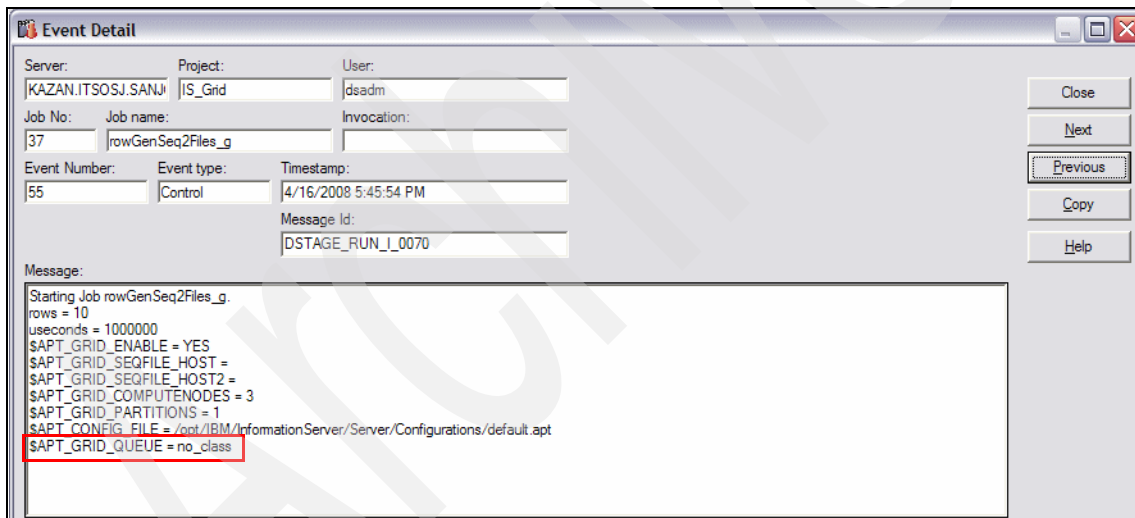 Event Detail
Server: Project: User:
KAZAN.ITSOSJ.SANJ IS_Grid dsadm
Close
Job No: Job name: Invocation:
37 rowGenSeq2Files_g
Next
Event Number: Event type: Timestamp:
55 Control 4/16/2008 5:45:54 PM
Previous
Message Id:
DSTAGE_RUN_I_0070
Copy
Help
Message:
Starting Job rowGenSeq2Files_g.
rows = 10
useconds = 1000000
$APT_GRID_ENABLE = YES
$APT_GRID_SEQFILE_HOST =
$APT_GRID_SEQFILE_HOST2 =
$APT_GRID_COMPUTENODES = 3
$APT_GRID_PARTITIONS = 1
$APT_CONFIG_FILE = /opt/IBM/InformationServer/Server/Configurations/default.apt
$APT_GRID_QUEUE = no_class